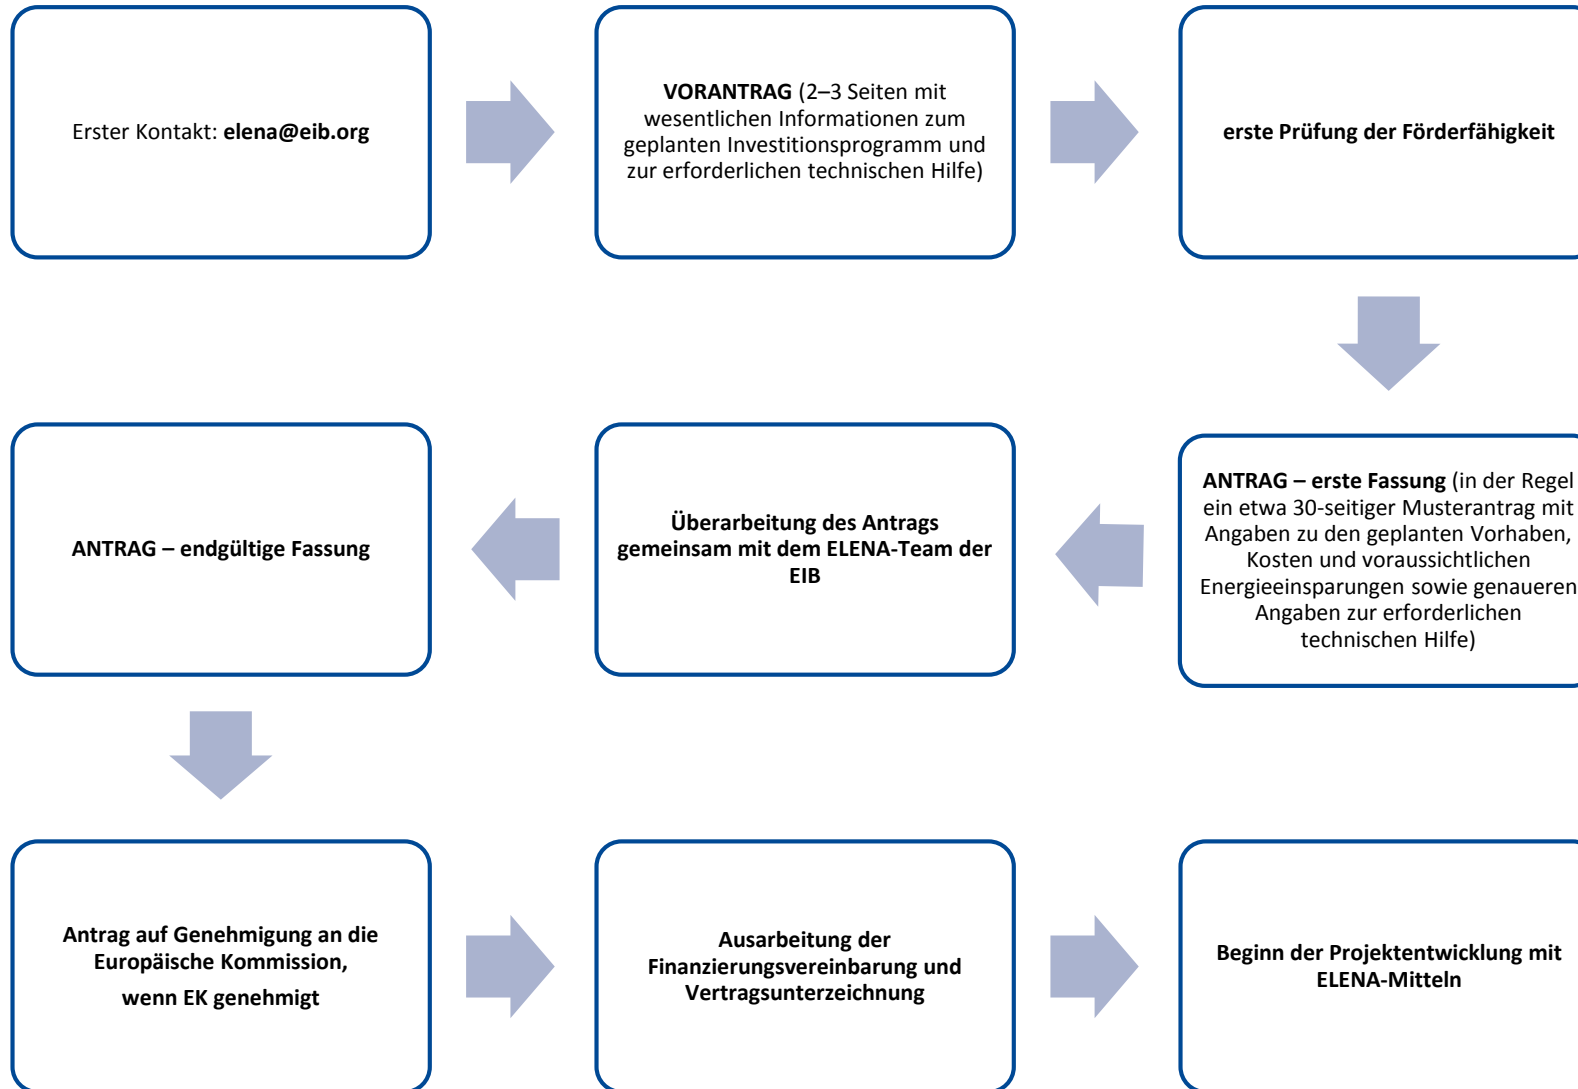 Erster Kontakt: elena@eib.org
VORANTRAG (2–3 Seiten mit
wesentlichen Informationen zum
geplanten Investitionsprogramm und
zur erforderlichen technischen Hilfe)
erste Prüfung der Förderfähigkeit
ANTRAG – erste Fassung (in der Regel
ein etwa 30-seitiger Musterantrag mit
Angaben zu den geplanten Vorhaben,
Kosten und voraussichtlichen
Energieeinsparungen sowie genaueren
Angaben zur erforderlichen
technischen Hilfe)
Überarbeitung des Antrags
gemeinsam mit dem ELENA-Team der
EIB
ANTRAG – endgültige Fassung
Antrag auf Genehmigung an die
Europäische Kommission,
wenn EK genehmigt
Ausarbeitung der
Finanzierungsvereinbarung und
Vertragsunterzeichnung
Beginn der Projektentwicklung mit
ELENA-Mitteln